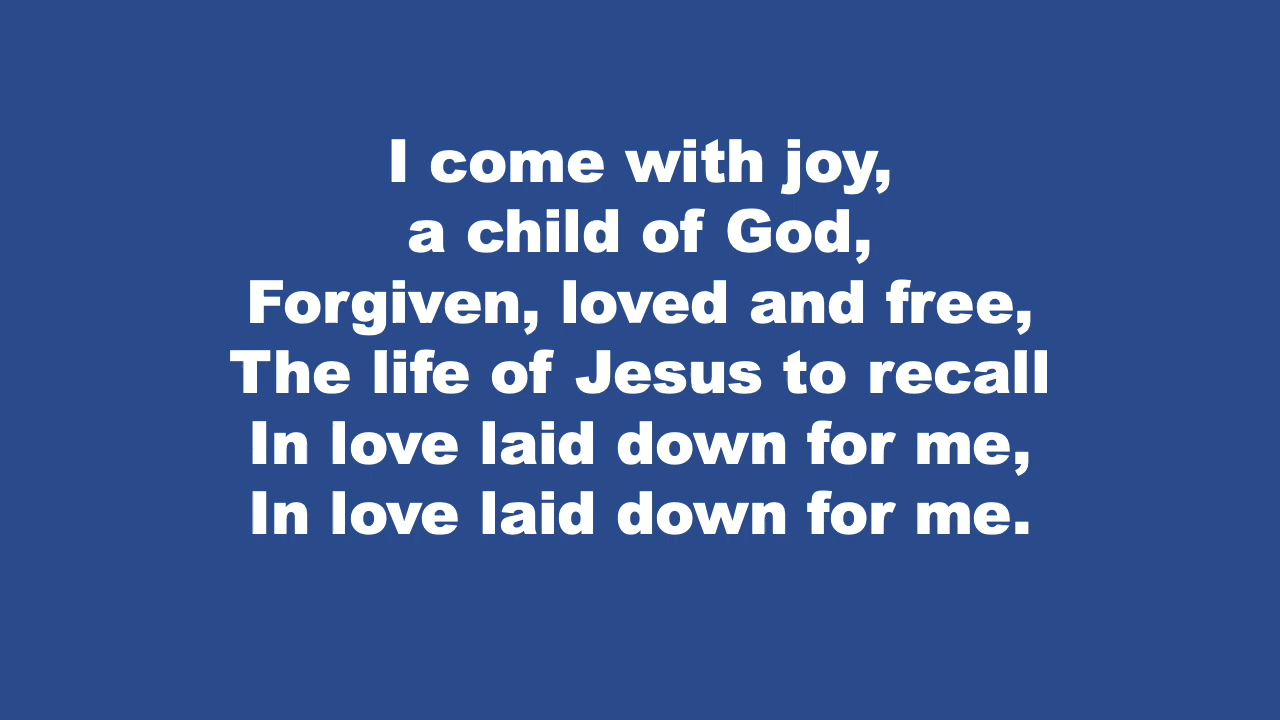 I come with joy,
a child of God,
Forgiven, loved and free,
The life of Jesus to recall
In love laid down for me,
In love laid down for me.